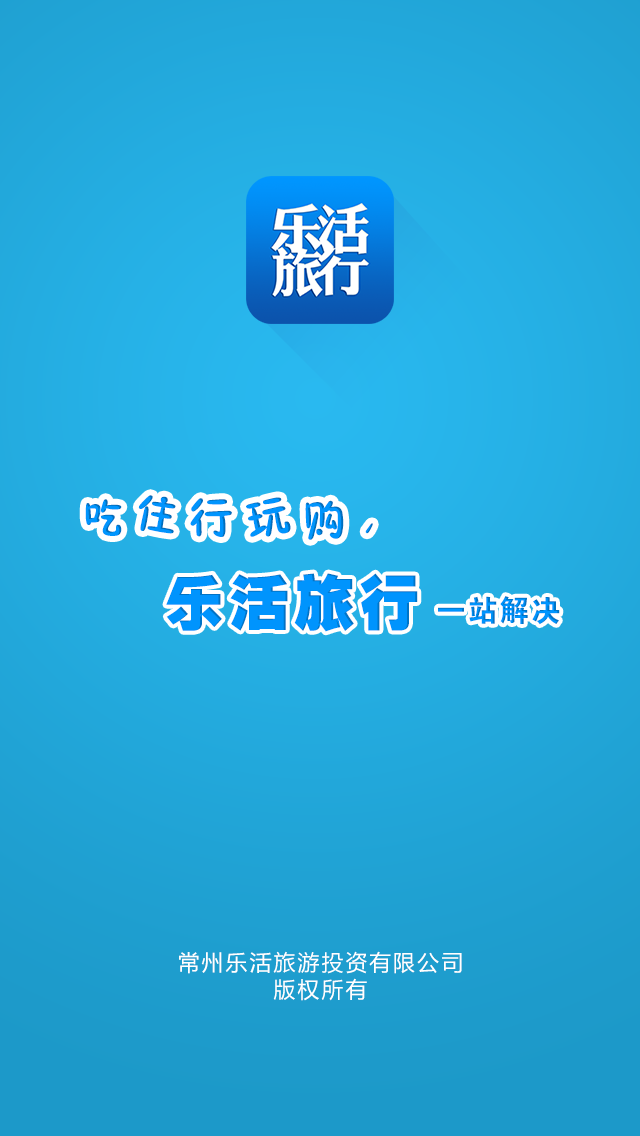 乐活
旅行
吃住行玩购，
乐活旅行 一站解决
常州乐活旅游投资有限公司
版权所有